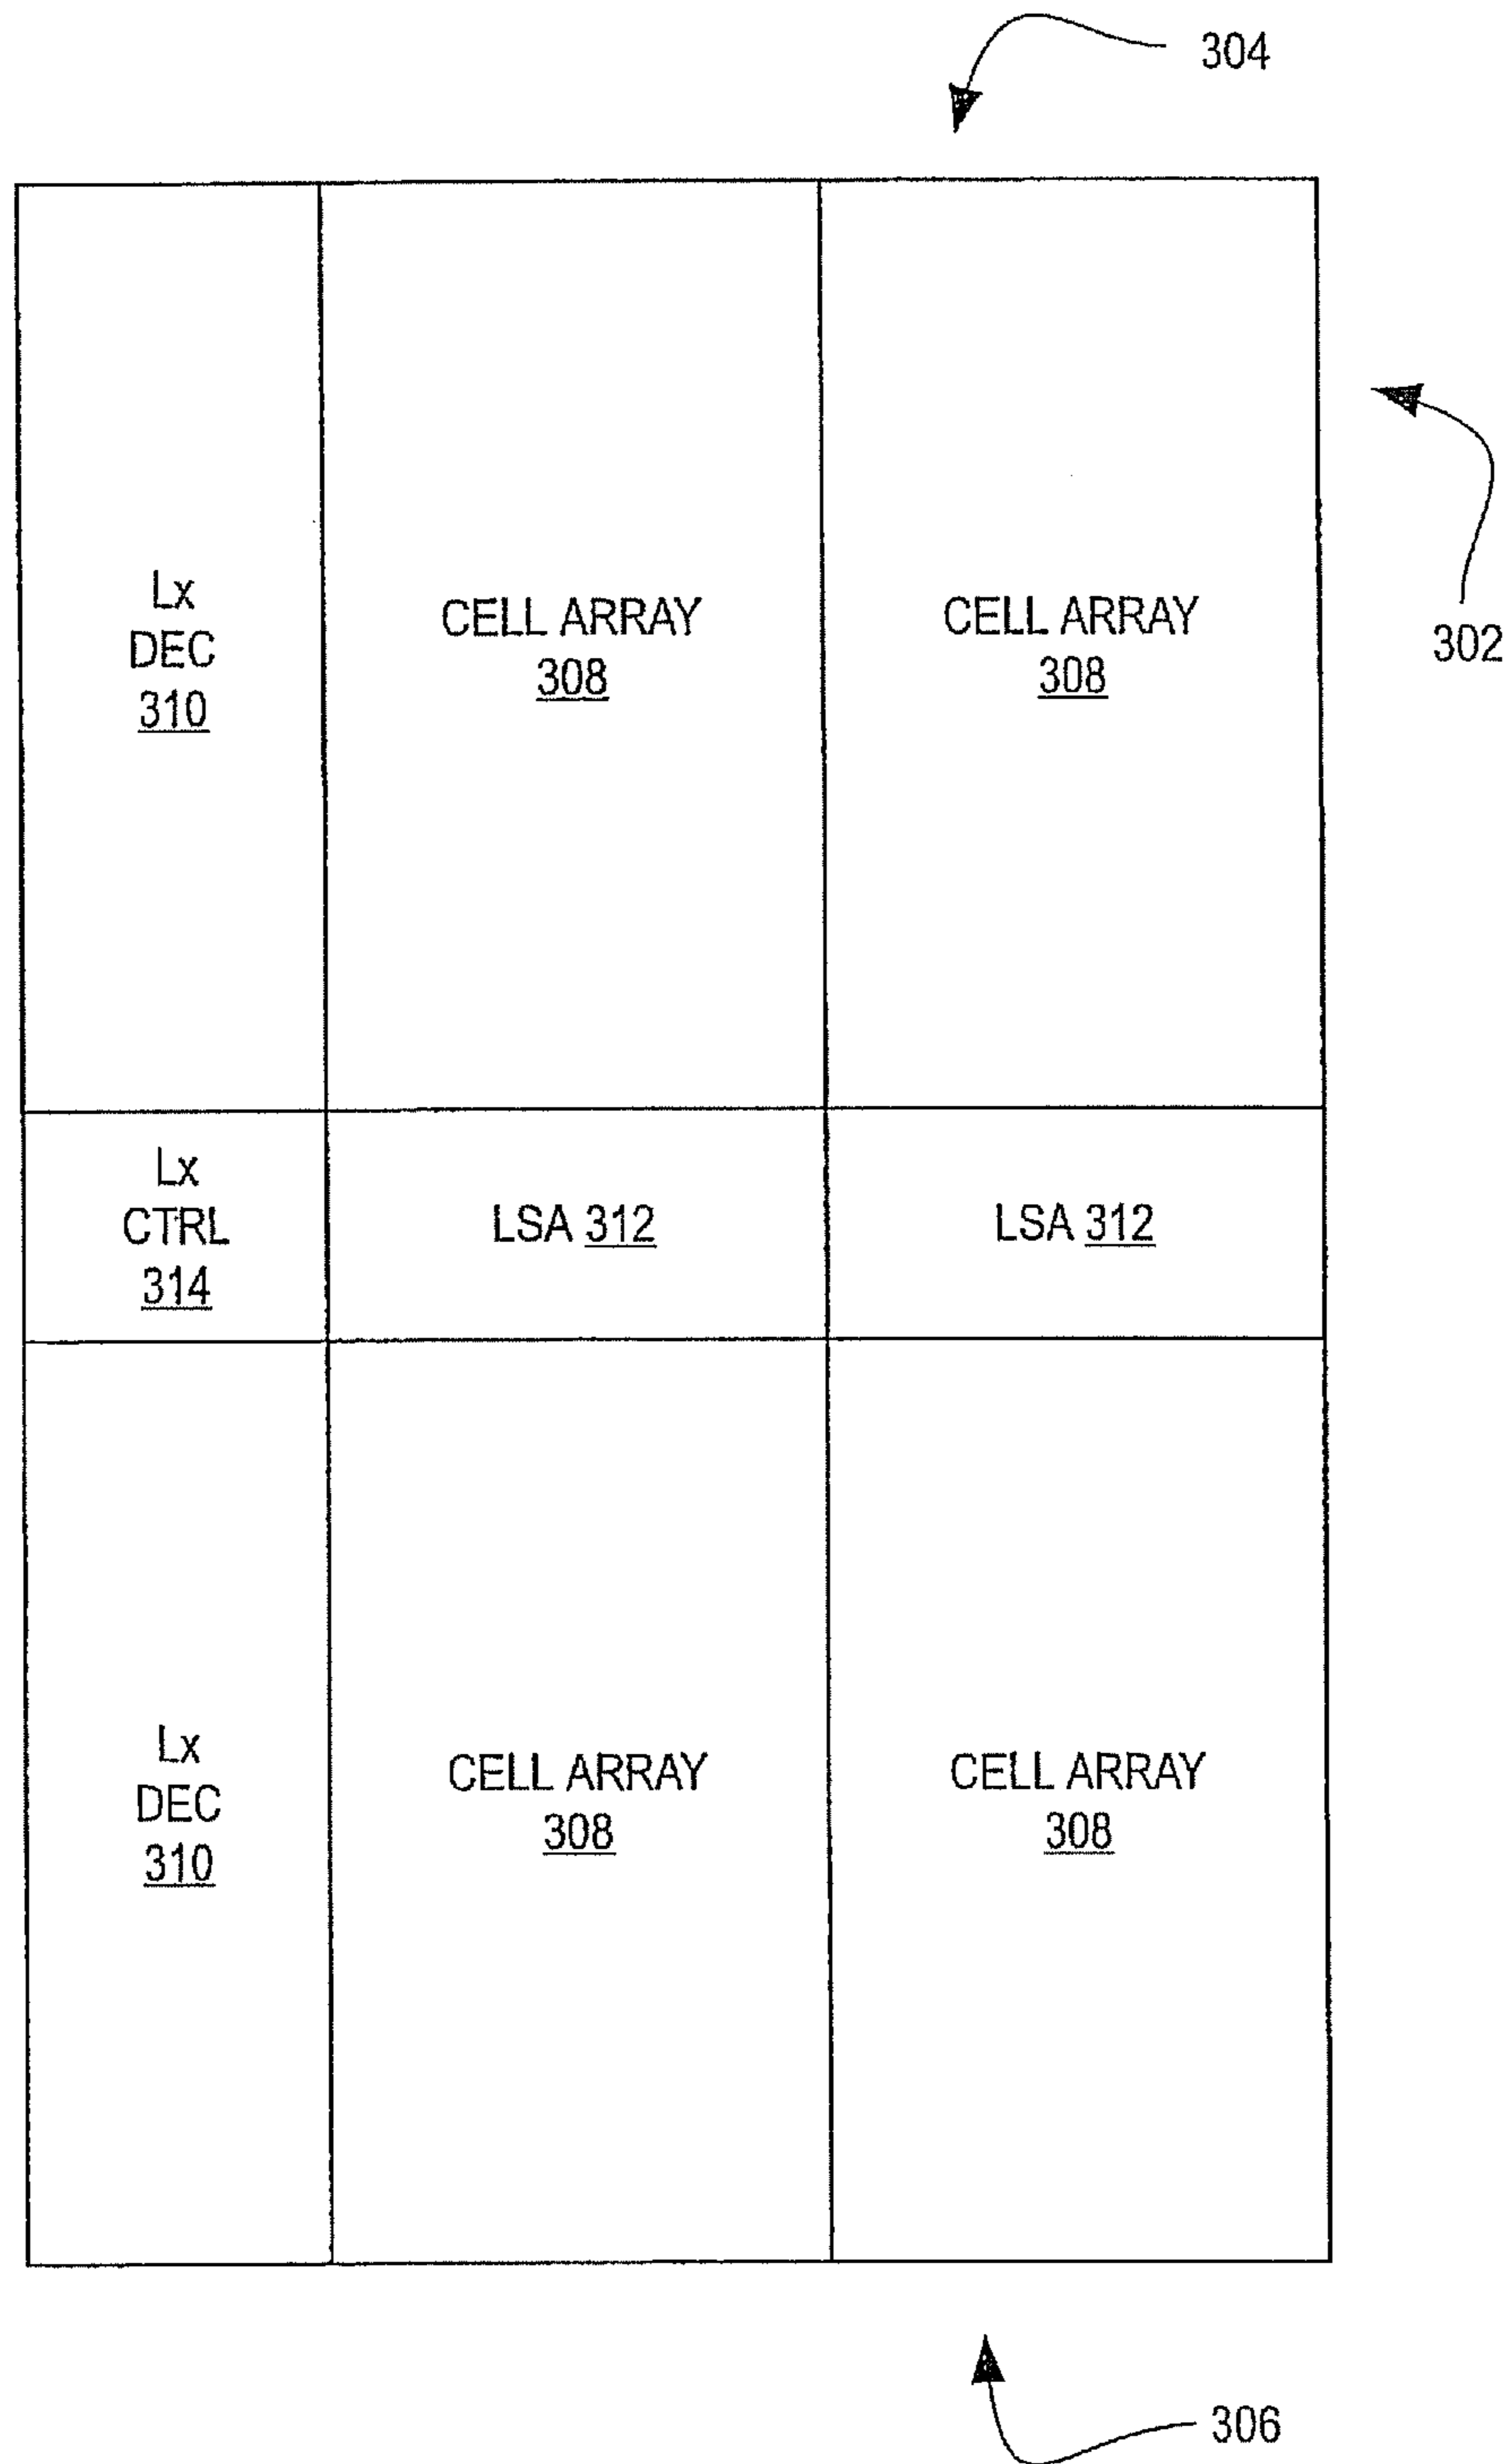 304
302
Lx
DEC
310
CELL ARRAY
308
CELL ARRAY
308
Lx
CTRL
314
LSA 312
LSA 312
Lx
DEC
310
CELL ARRAY
308
CELL ARRAY
308
306